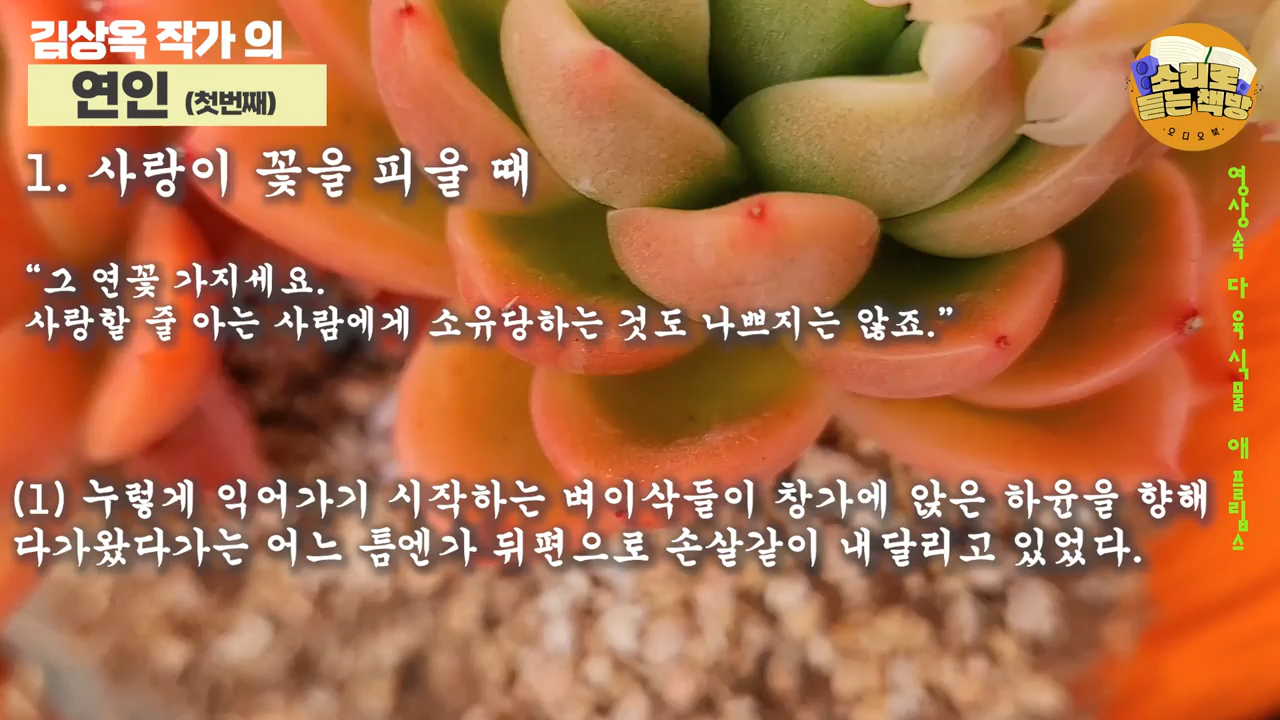 김상옥 작가 의
연인 (첫번째)
소리로
듣는 책방
·오디오북·
1. 사랑이 꽃을 피울 때
“그 연꽃 가지세요.
사랑할 줄 아는 사람에게 소유당하는 것도 나쁘지는 않죠.”
(1) 누렇게 익어가기 시작하는 벼이삭들이 창가에 앉은 하윤을 향해
다가왔다가는 어느 틈엔가 뒤편으로 손살같이 내달리고 있었다.
영상속 다육식물 애플림스